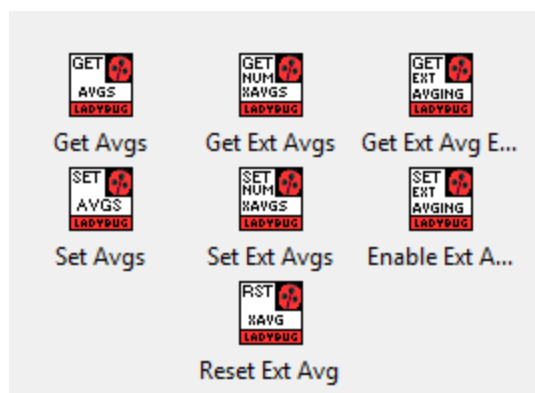 GET
AVGS
LADYBUG
GET
NUM
XAVGS
LADYBUG
GET
EXT
AVGING
LADYBUG
Get Avgs
Get Ext Avgs
Get Ext Avg E...
SET
AVGS
LADYBUG
SET
NUM
XAVGS
LADYBUG
SET
EXT
AVGING
LADYBUG
Set Avgs
Set Ext Avgs
Enable Ext A...
RST
XAVG
LADYBUG
Reset Ext Avg